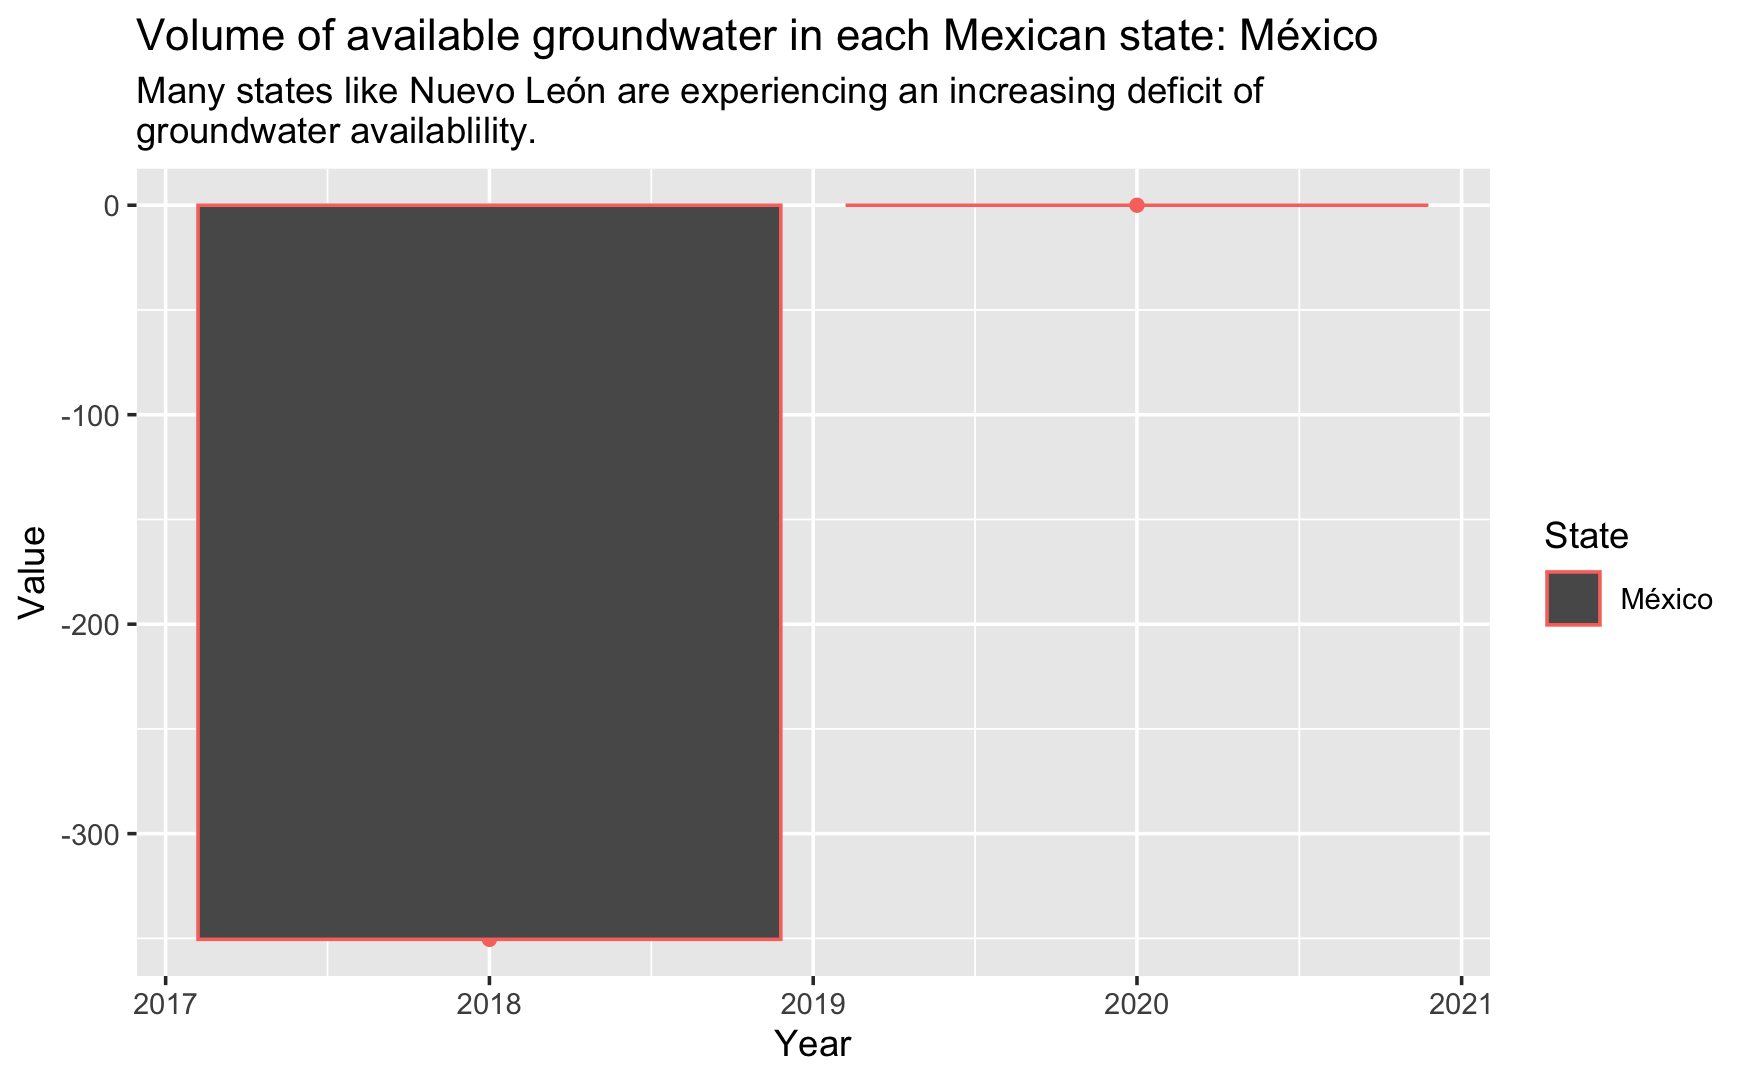 Volume of available groundwater in each Mexican state: México
Many states like Nuevo León are experiencing an increasing deficit of
groundwater availablility.
0
-100
-200
-300
Value
2017 2018 2019 2020 2021
Year
State
México